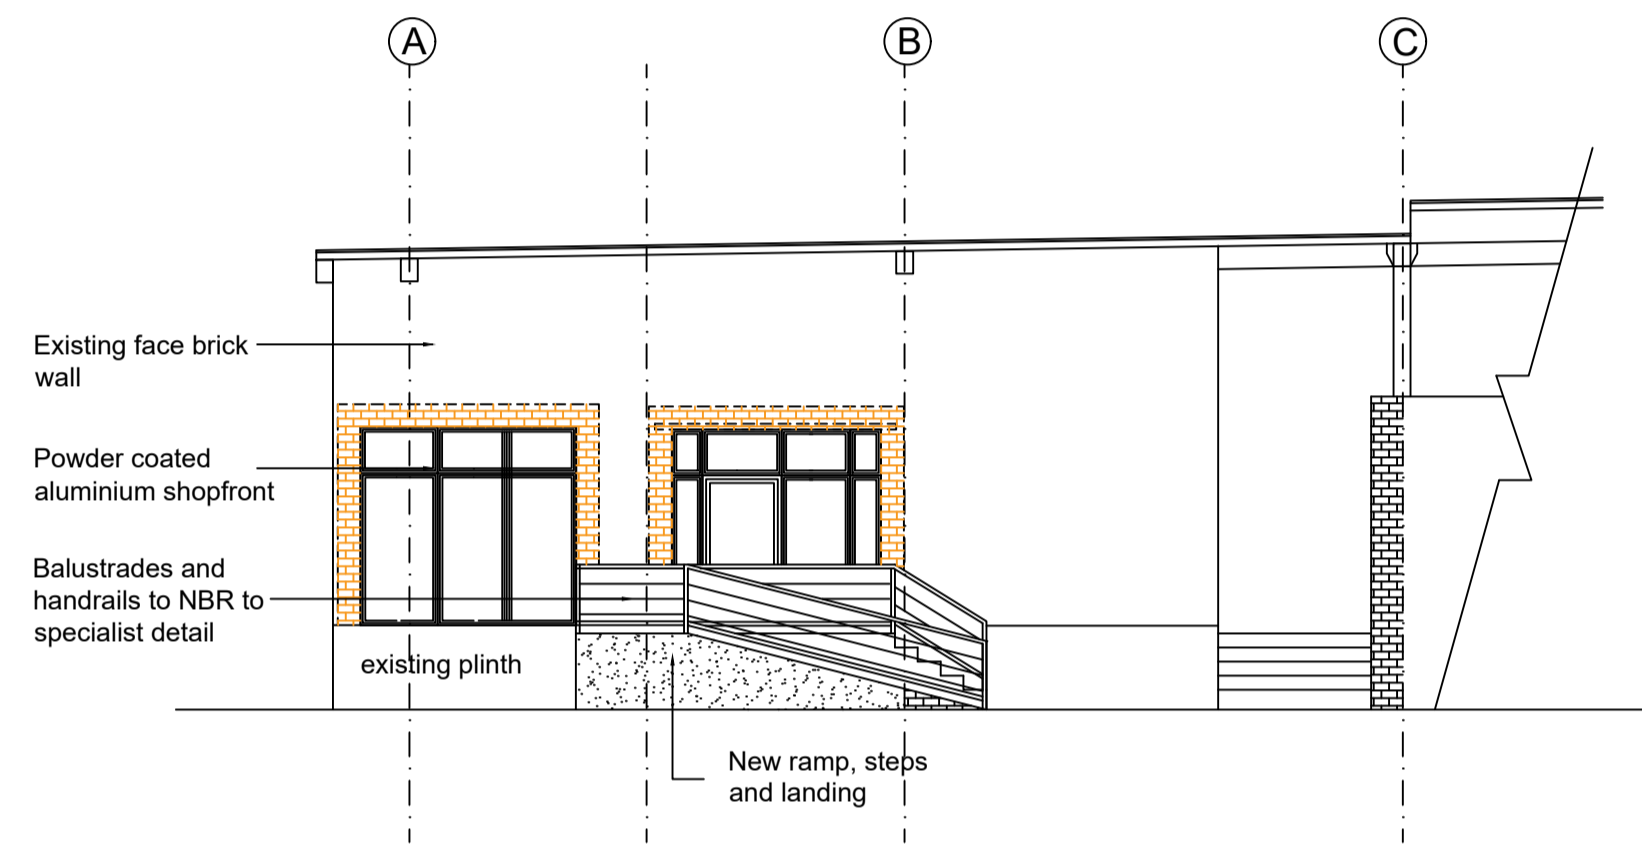 A
B
C
Existing face brick
wall
Powder coated
aluminium shopfront
Balustrades and
handrails to NBR to
specialist detail
existing plinth
New ramp, steps
and landing